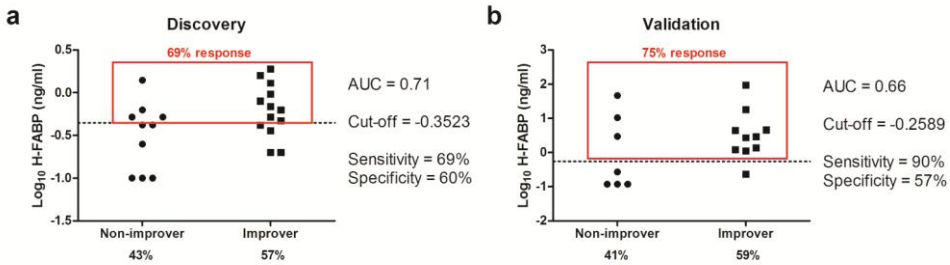 a
Discovery
69% response
Log10 H-FABP (ng/ml)
0.5
0.0
-0.5
-1.0
-1.5
Non-improver
Improver
43%
57%
AUC = 0.71
Cut-off = -0.3523
Sensitivity = 69%
Specificity = 60%
b
Validation
75% response
Log10 H-FABP (ng/ml)
3
2
1
0
-1
-2
Non-improver
Improver
41%
59%
AUC = 0.66
Cut-off = -0.2589
Sensitivity = 90%
Specificity = 57%